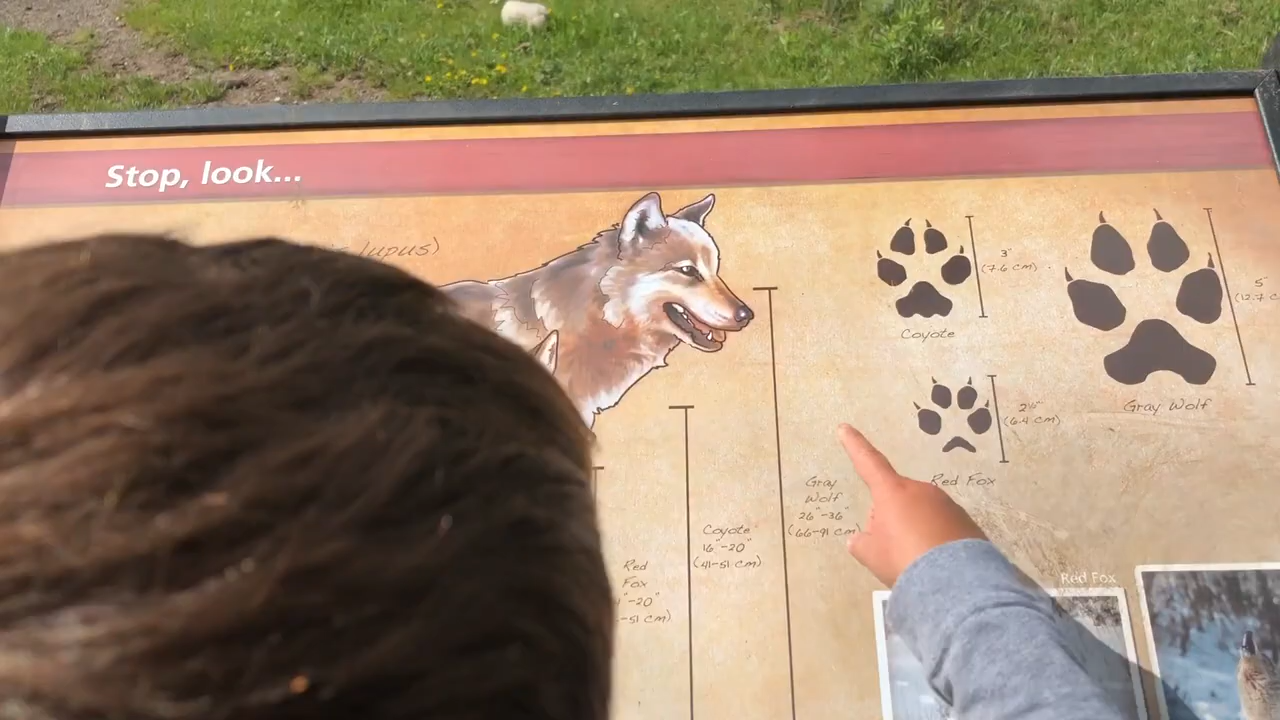 Stop, look...
lupus)
3"
(7.6 cm)
Coyote
5"
Gray Wolf
2½"
(6.4 cm)
Red Fox
Gray
Wolf
26"-36"
(66-91 cm)
Coyote
16"-20"
(41-51 cm)
Red
Fox
-20"
-51 cm)
Red Fox